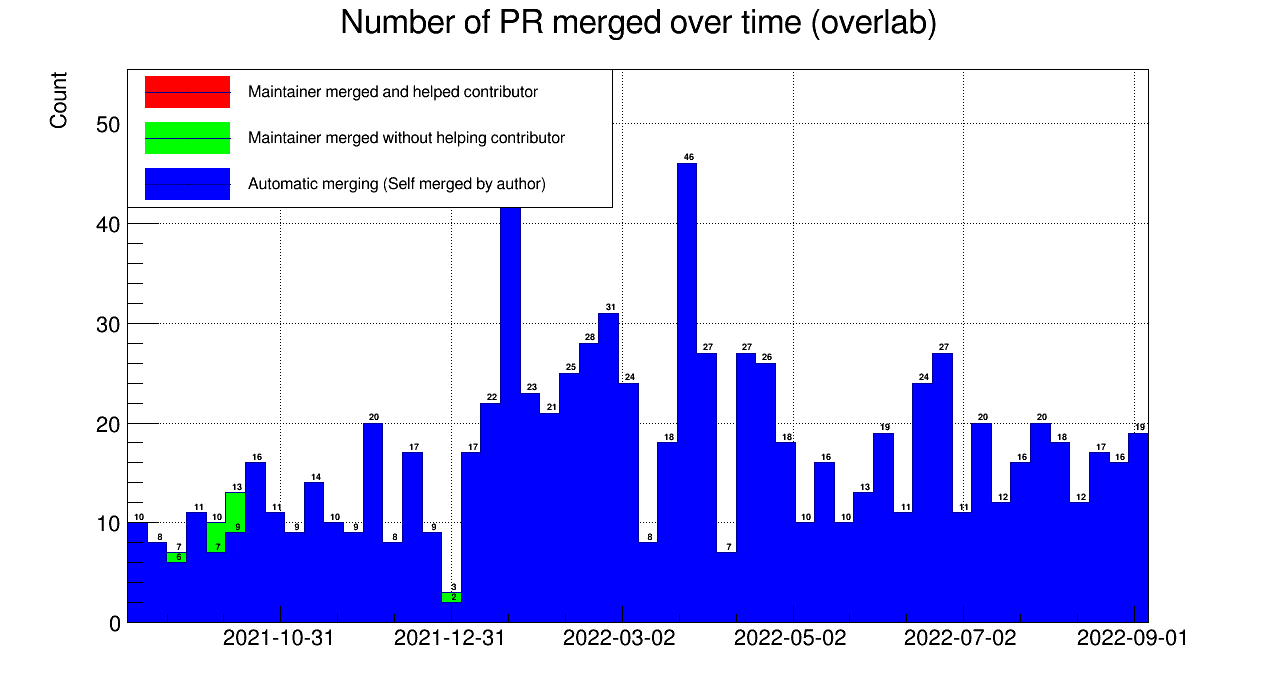 Number of PR merged over time (overlab)
Count
Maintainer merged and helped contributor
Maintainer merged without helping contributor
Automatic merging (Self merged by author)
50
40
30
20
10
0
10 8 7 6 11 10 7 13 9 16 11 9 14 10 9 20 8 17 9 3 2 17 22 23 21 25 28 31 24 8 18 46 27 7 27 26 18 10 16 10 13 19 11 24 27 11 20 12 16 20 18 12 17 16 19
2021-10-31 2021-12-31 2022-03-02 2022-05-02 2022-07-02 2022-09-01